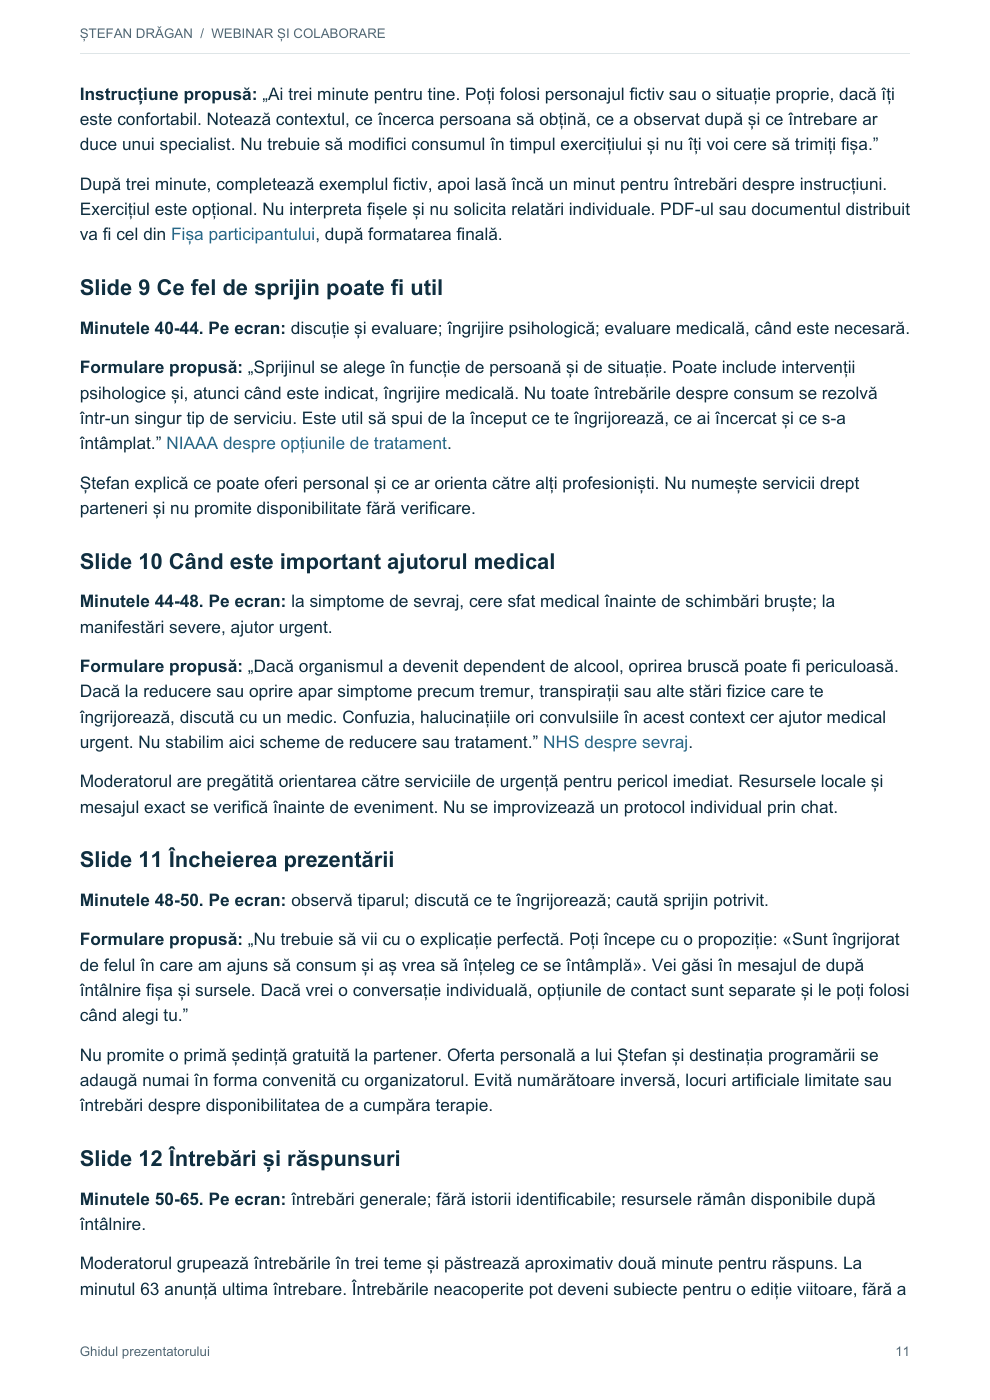 ȘTEFAN DRĂGAN / WEBINAR ȘI COLABORARE
Instrucțiune propusă: „Ai trei minute pentru tine. Poți folosi personajul fictiv sau o situație proprie, dacă îți
este confortabil. Notează contextul, ce încerca persoana să obțină, ce a observat după și ce întrebare ar
duce unui specialist. Nu trebuie să modifici consumul în timpul exercițiului și nu îți voi cere să trimiți fișa.”
După trei minute, completează exemplul fictiv, apoi lasă încă un minut pentru întrebări despre instrucțiuni.
Exercițiul este opțional. Nu interpreta fișele și nu solicita relatări individuale. PDF-ul sau documentul distribuit
va fi cel din Fișa participantului, după formatarea finală.
Slide 9 Ce fel de sprijin poate fi util
Minutele 40-44. Pe ecran: discuție și evaluare; îngrijire psihologică; evaluare medicală, când este necesară.
Formulare propusă: „Sprijinul se alege în funcție de persoană și de situație. Poate include intervenții
psihologice și, atunci când este indicat, îngrijire medicală. Nu toate întrebările despre consum se rezolvă
într-un singur tip de serviciu. Este util să spui de la început ce te îngrijorează, ce ai încercat și ce s-a
întâmplat.” NIAAA despre opțiunile de tratament.
Ștefan explică ce poate oferi personal și ce ar orienta către alți profesioniști. Nu numește servicii drept
parteneri și nu promite disponibilitate fără verificare.
Slide 10 Când este important ajutorul medical
Minutele 44-48. Pe ecran: la simptome de sevraj, cere sfat medical înainte de schimbări bruște; la
manifestări severe, ajutor urgent.
Formulare propusă: „Dacă organismul a devenit dependent de alcool, oprirea bruscă poate fi periculoasă.
Dacă la reducere sau oprire apar simptome precum tremur, transpirații sau alte stări fizice care te
îngrijorează, discută cu un medic. Confuzia, halucinațiile ori convulsiile în acest context cer ajutor medical
urgent. Nu stabilim aici scheme de reducere sau tratament.” NHS despre sevraj.
Moderatorul are pregătită orientarea către serviciile de urgență pentru pericol imediat. Resursele locale și
mesajul exact se verifică înainte de eveniment. Nu se improvizează un protocol individual prin chat.
Slide 11 Încheierea prezentării
Minutele 48-50. Pe ecran: observă tiparul; discută ce te îngrijorează; caută sprijin potrivit.
Formulare propusă: „Nu trebuie să vii cu o explicație perfectă. Poți începe cu o propoziție: «Sunt îngrijorat
de felul în care am ajuns să consum și aș vrea să înțeleg ce se întâmplă». Vei găsi în mesajul de după
întâlnire fișa și sursele. Dacă vrei o conversație individuală, opțiunile de contact sunt separate și le poți folosi
când alegi tu.”
Nu promite o primă ședință gratuită la partener. Oferta personală a lui Ștefan și destinația programării se
adaugă numai în forma convenită cu organizatorul. Evită numărătoare inversă, locuri artificiale limitate sau
întrebări despre disponibilitatea de a cumpăra terapie.
Slide 12 Întrebări și răspunsuri
Minutele 50-65. Pe ecran: întrebări generale; fără istorii identificabile; resursele rămân disponibile după
întâlnire.
Moderatorul grupează întrebările în trei teme și păstrează aproximativ două minute pentru răspuns. La
minutul 63 anunță ultima întrebare. Întrebările neacoperite pot deveni subiecte pentru o ediție viitoare, fără a
Ghidul prezentatorului
11